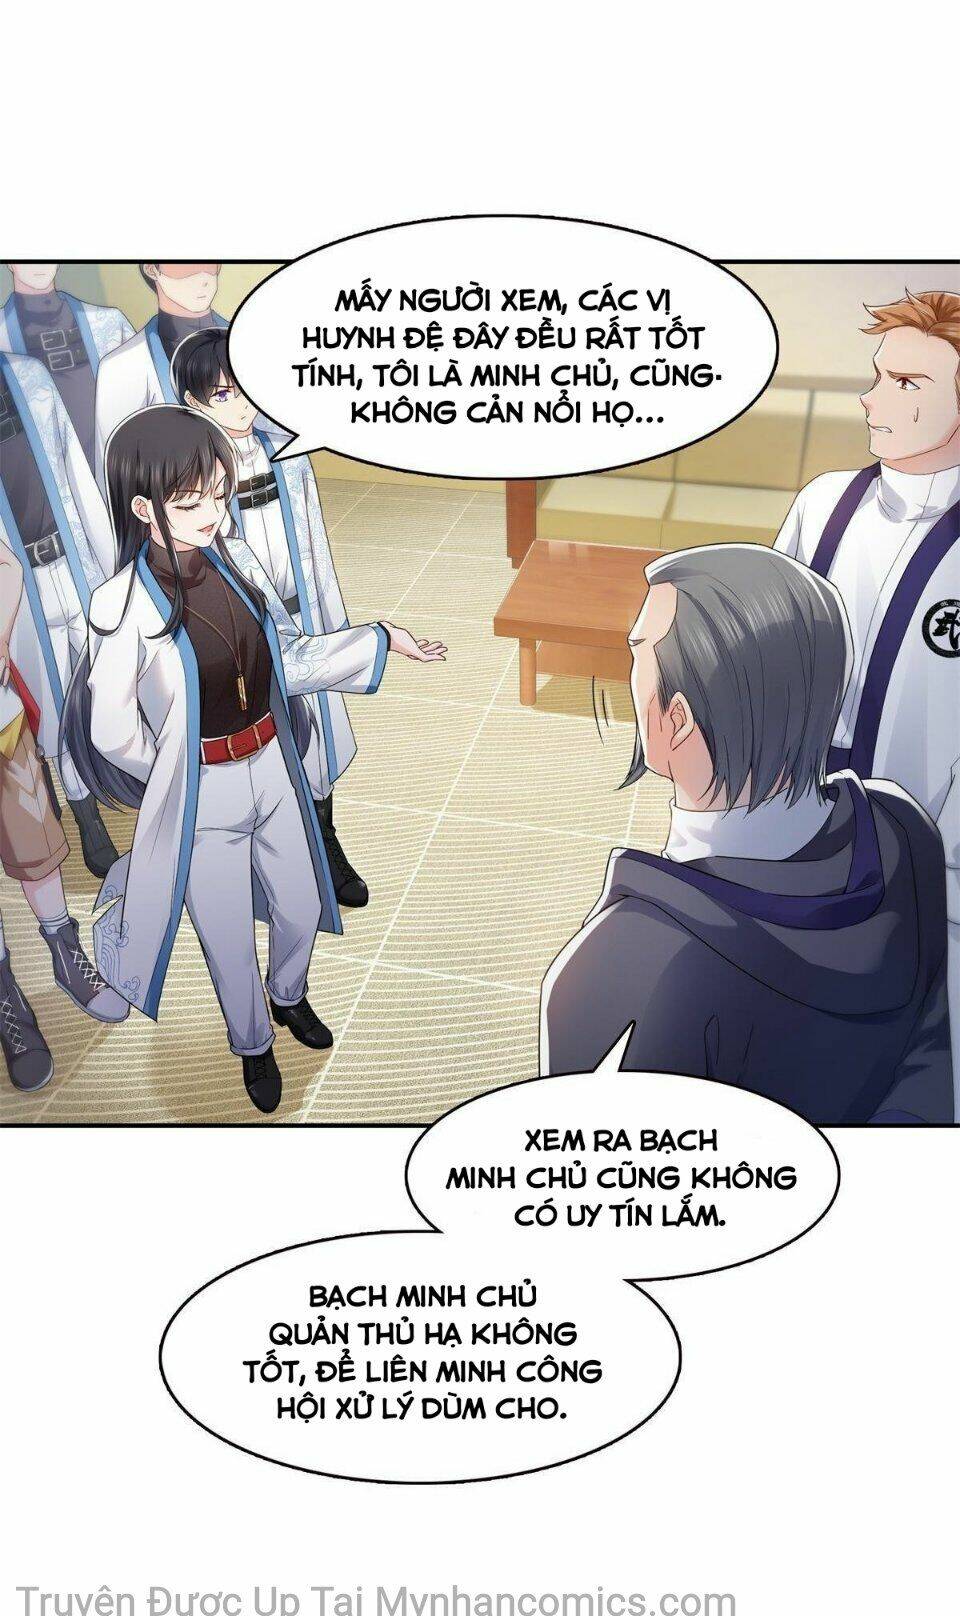 MẤY NGƯỜI XEM, CÁC VỊ
HUYNH ĐỆ ĐÂY ĐỀU RẤT TỐT
TÍNH, TÔI LÀ MINH CHỦ, CŨNG
KHÔNG CẢN NỔI HỌ...
武
XEM RA BẠCH
MINH CHỦ CŨNG KHÔNG
CÓ UY TÍN LẮM.
BẠCH MINH CHỦ
QUẢN THỦ HẠ KHÔNG
TỐT, ĐỂ LIÊN MINH CÔNG
HỘI XỬ LÝ DÙM CHO.
Truyện Được Up Tại Mynhancomics.com